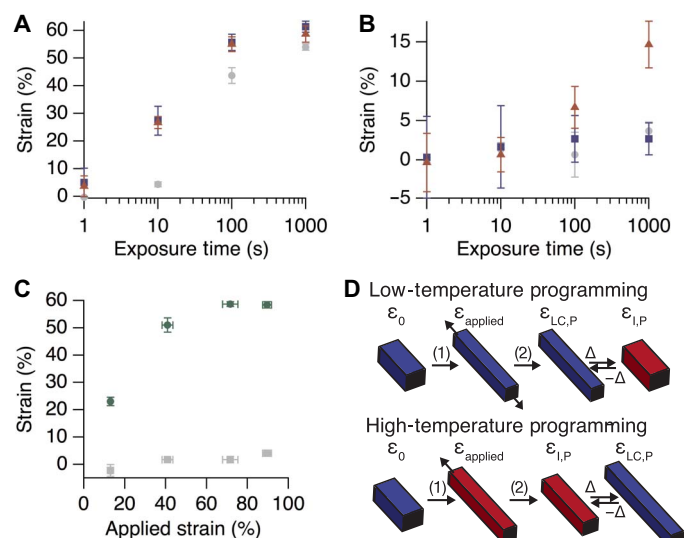 A
60
50
40
30
20
10
0
Strain (%)
1
10
100
1000
Exposure time (s)
B
15
10
5
0
−5
Strain (%)
1
10
100
1000
Exposure time (s)
C
60
50
40
30
20
10
0
Strain (%)
0 20 40 60 80 100
Applied strain (%)
D
Low-temperature programming
ε0 εapplied εLC,P εI,P
(1) (2) Δ
−Δ
High-temperature programming
ε0 εapplied εI,P εLC,P
(1) (2) Δ
−Δ